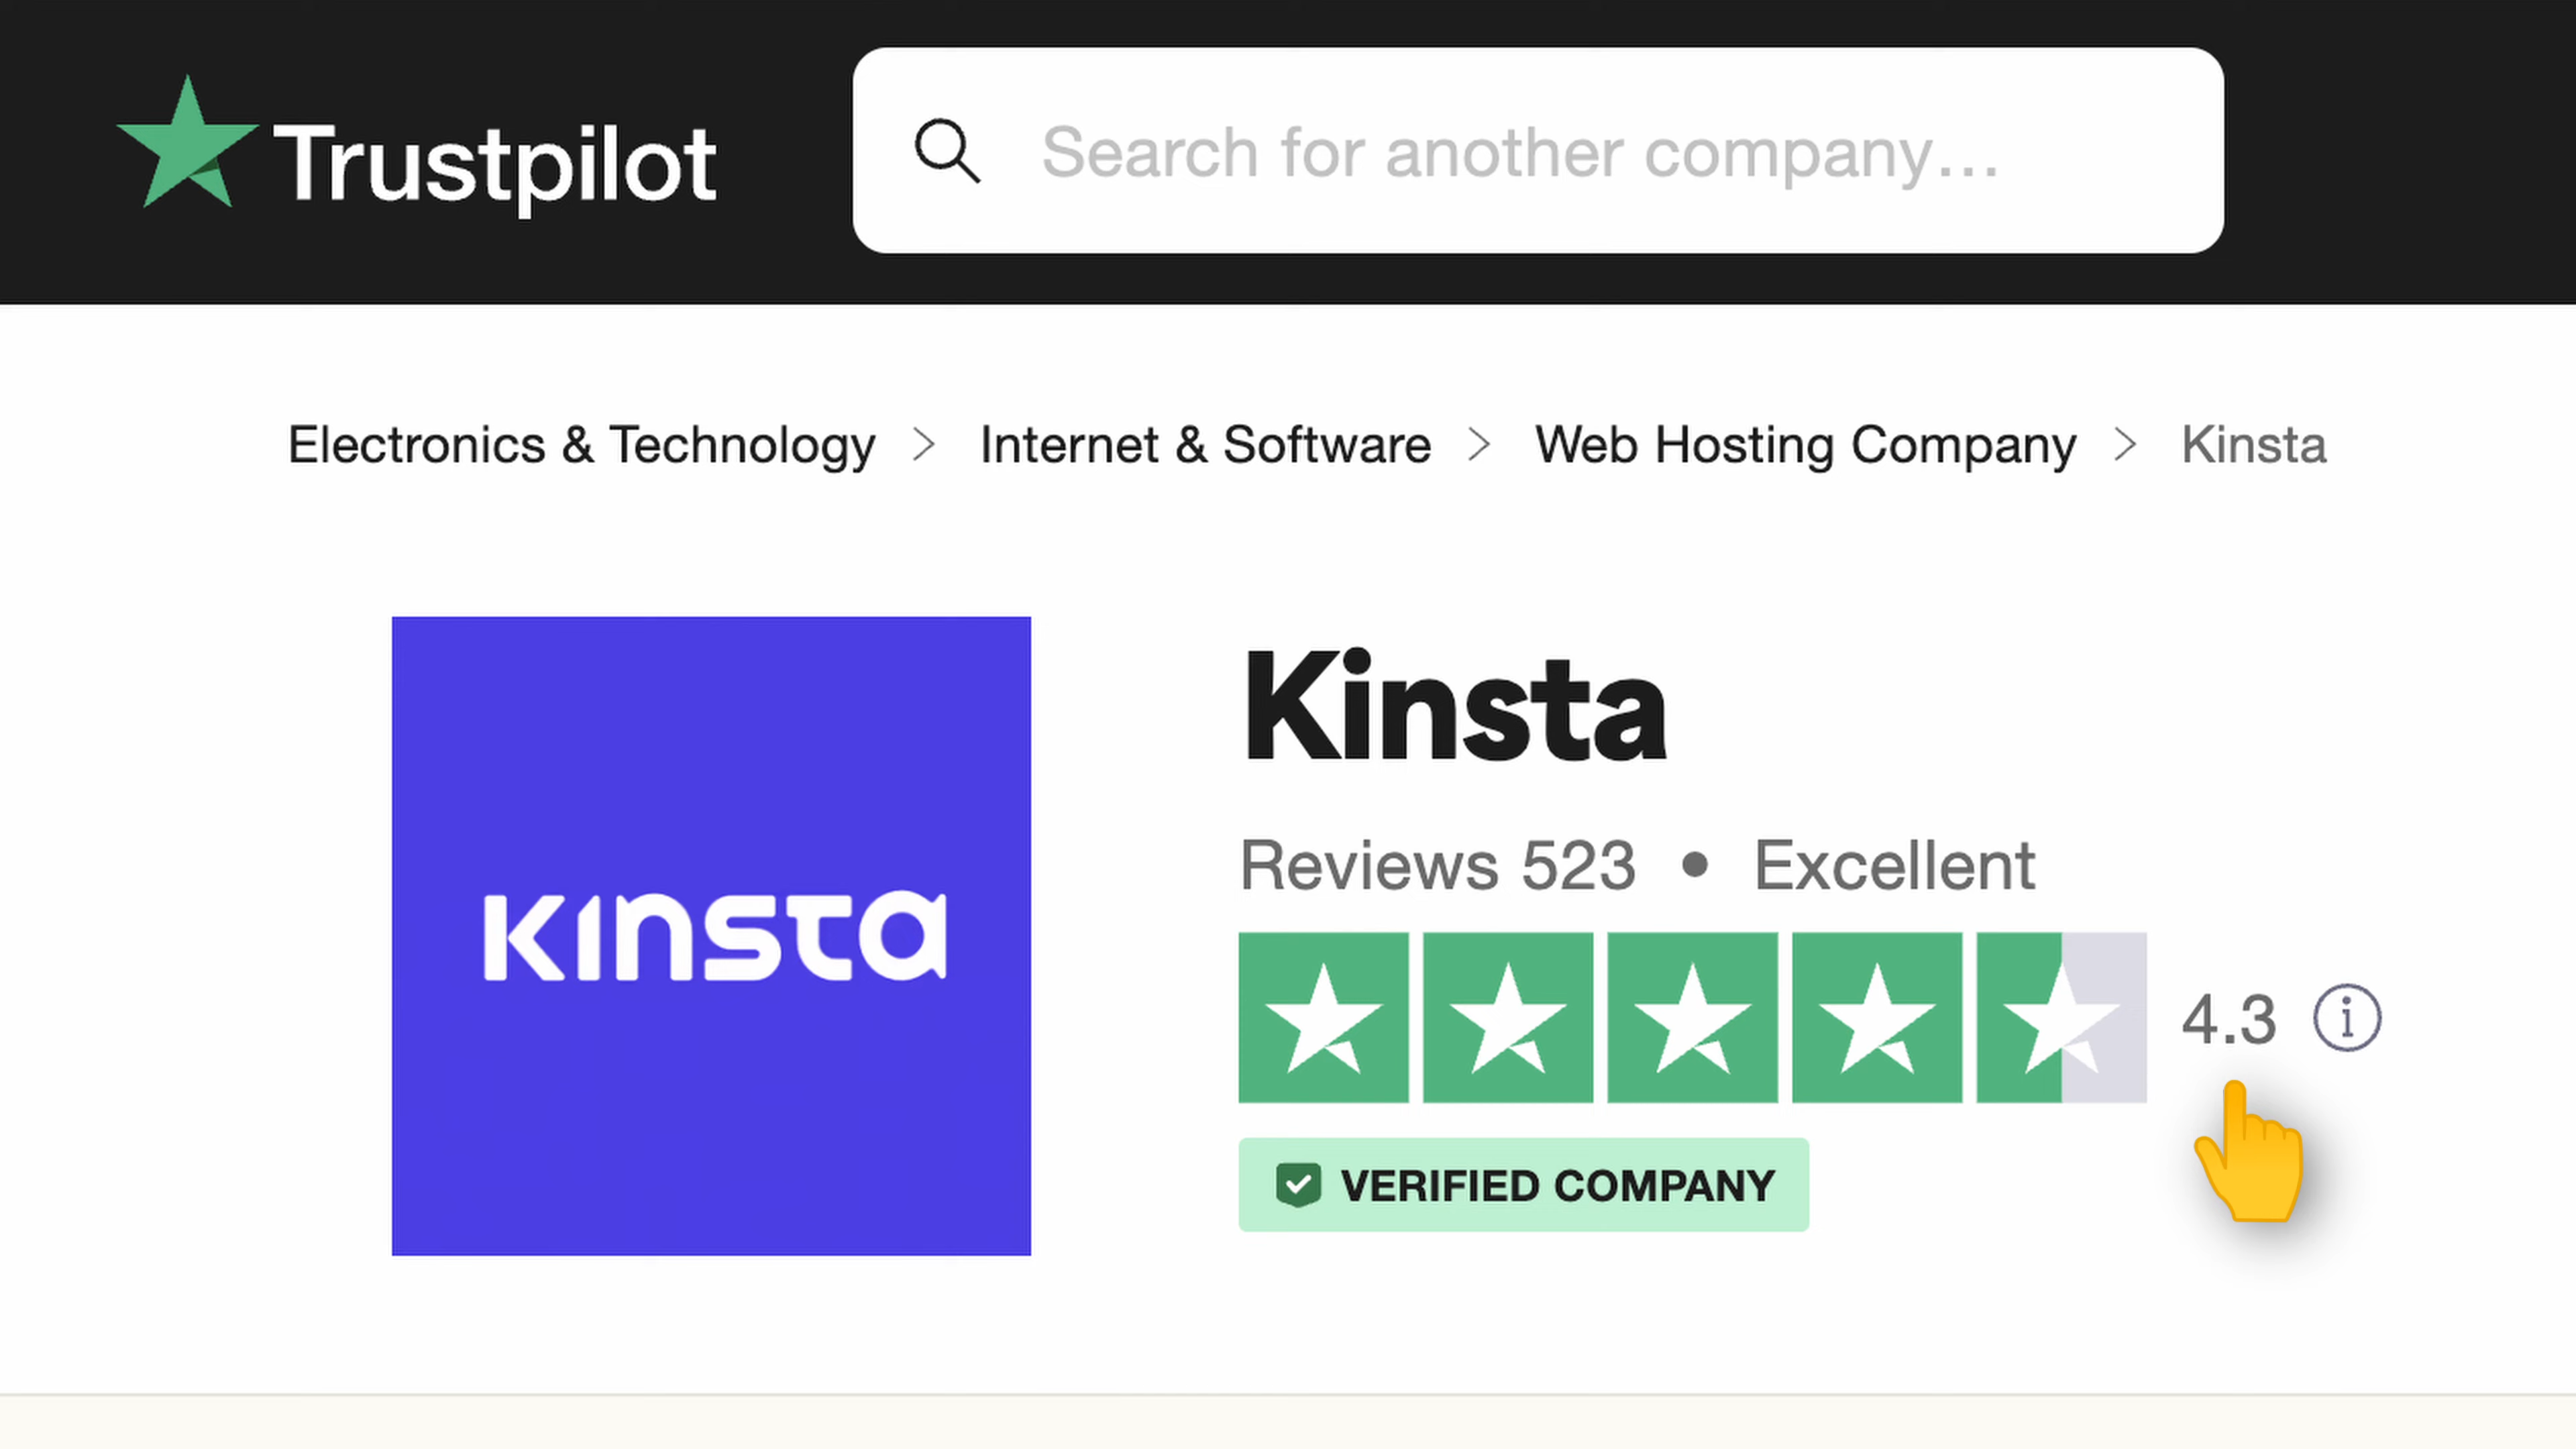 Trustpilot
Search for another company...
Electronics & Technology > Internet & Software > Web Hosting Company > Kinsta
Kinsta
Kinsta
Reviews 523 • Excellent
4.3
VERIFIED COMPANY